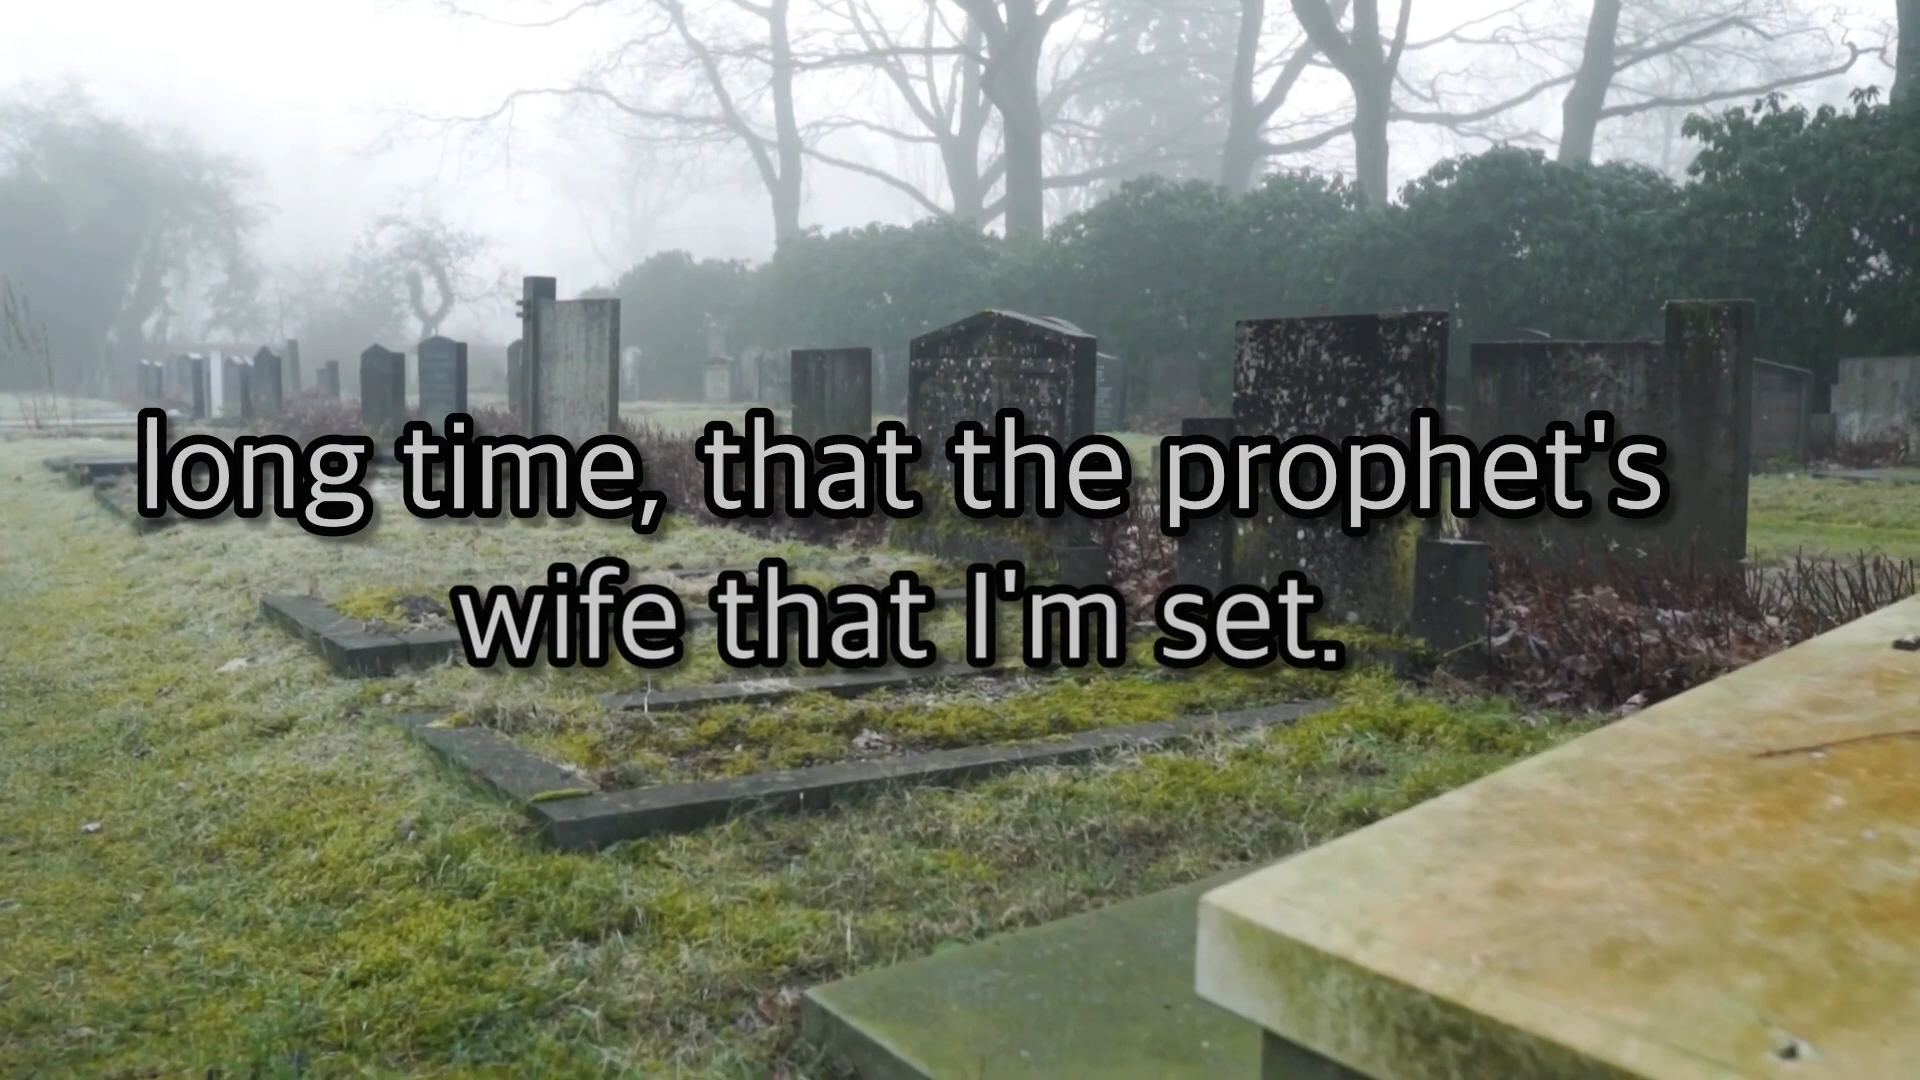 long time, that the prophet's
wife that I'm set.